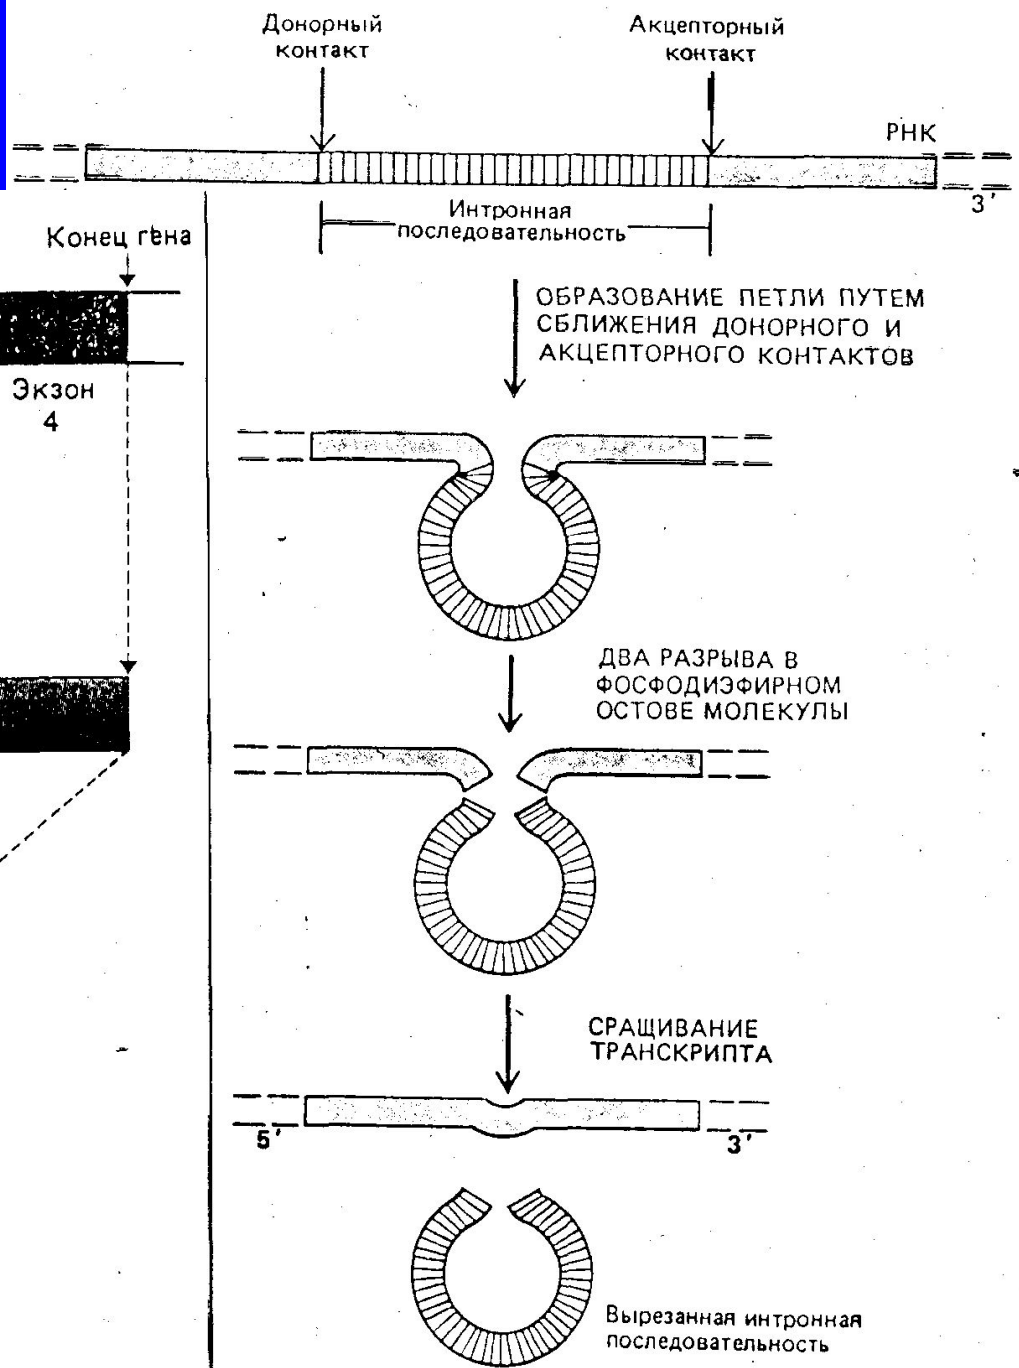 Донорный
контакт
Акцепторный
контакт
РНК
3'
Интронная
последовательность
Конец гена
Экзон
4
ОБРАЗОВАНИЕ ПЕТЛИ ПУТЕМ
СБЛИЖЕНИЯ ДОНОРНОГО И
АКЦЕПТОРНОГО КОНТАКТОВ
ДВА РАЗРЫВА В
ФОСФОДИЭФИРНОМ
ОСТОВЕ МОЛЕКУЛЫ
СРАЩИВАНИЕ
ТРАНСКРИПТА
5'
3'
Вырезанная интронная
последовательность